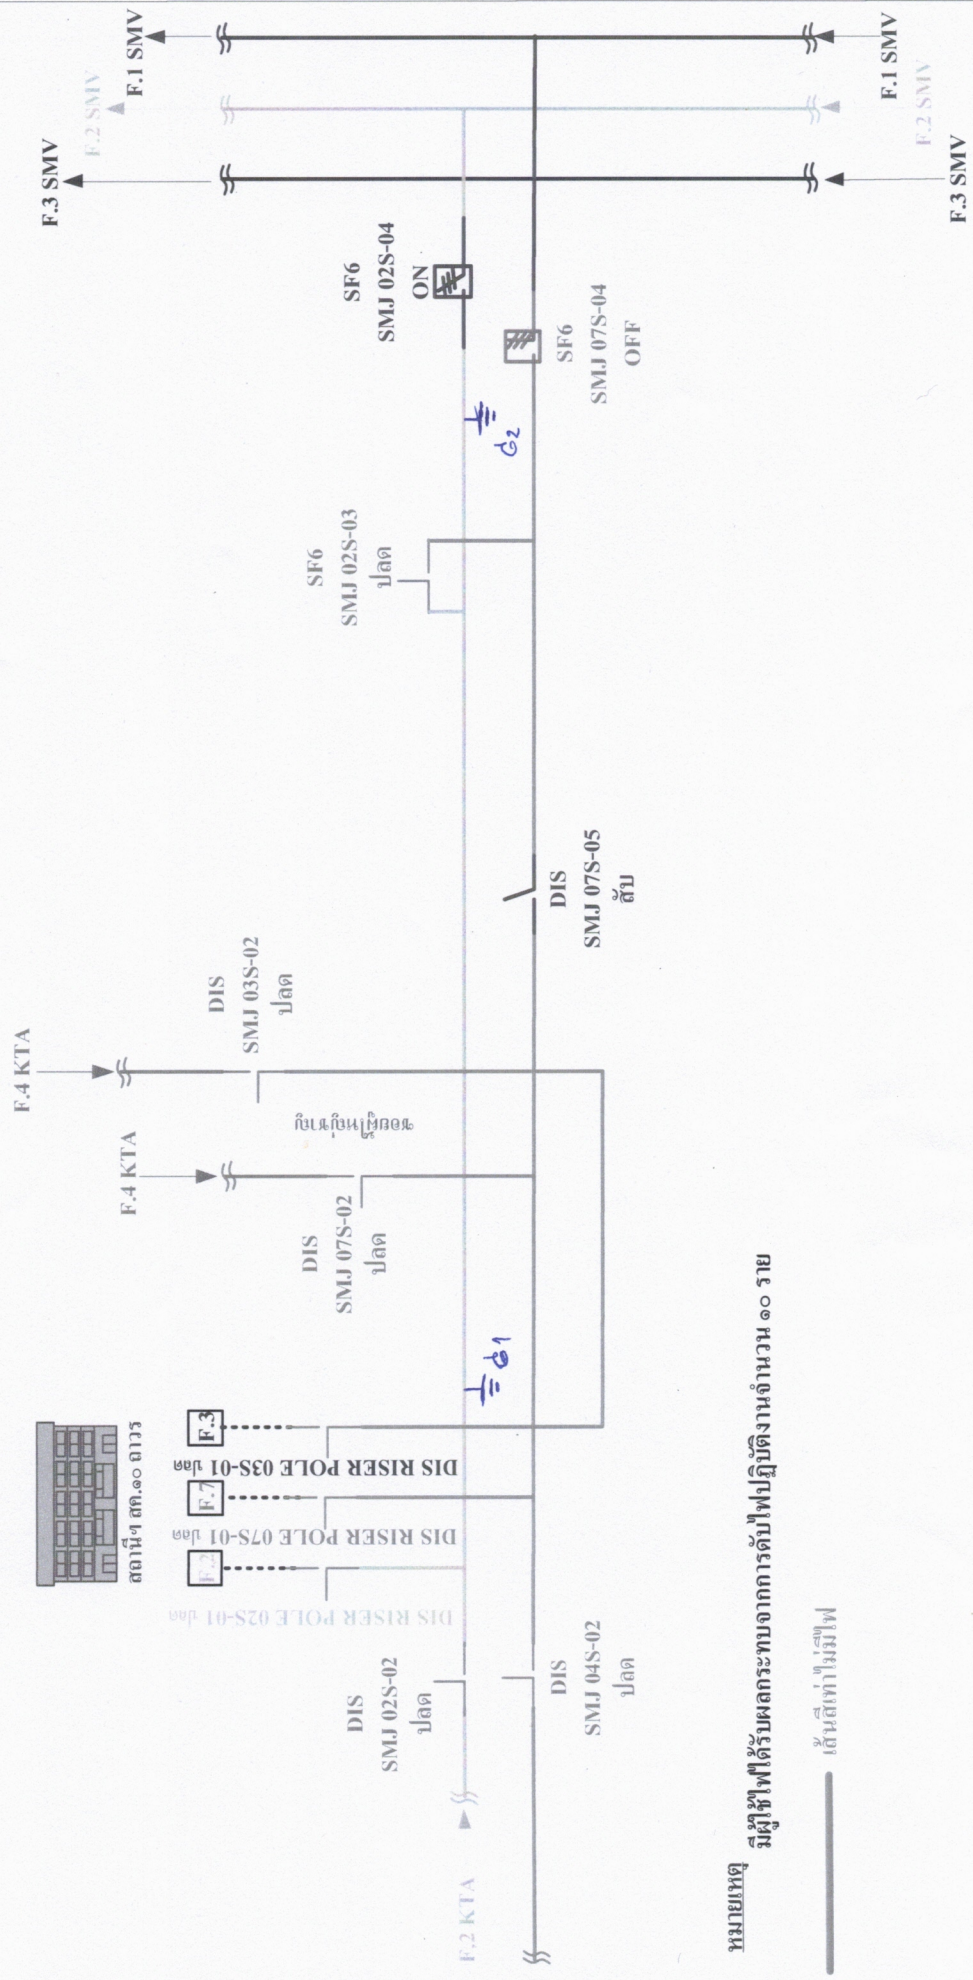 สถานีฯ สค.๑๐ ถาวร
F.2
F.7
F.3
DIS RISER POLE 02S-01 ปลด
DIS RISER POLE 07S-01 ปลด
DIS RISER POLE 03S-01 ปลด
F.4 KTA
F.4 KTA
DIS
SMJ 07S-02
ปลด
ซอยผู้ใหญ่ชาญ
DIS
SMJ 03S-02
ปลด
SF6
SMJ 02S-03
ปลด
SF6
SMJ 02S-04
ON
F.3 SMV
F.2 SMV
F.1 SMV
F.2 KTA
DIS
SMJ 02S-02
ปลด
G1
G2
DIS
SMJ 04S-02
ปลด
DIS
SMJ 07S-05
สับ
SF6
SMJ 07S-04
OFF
F.1 SMV
F.2 SMV
F.3 SMV
หมายเหตุ
มีผู้ใช้ไฟได้รับผลกระทบจากการดับไฟปฏิบัติงานจำนวน ๑๐ ราย
เส้นสีเทาไม่มีไฟ